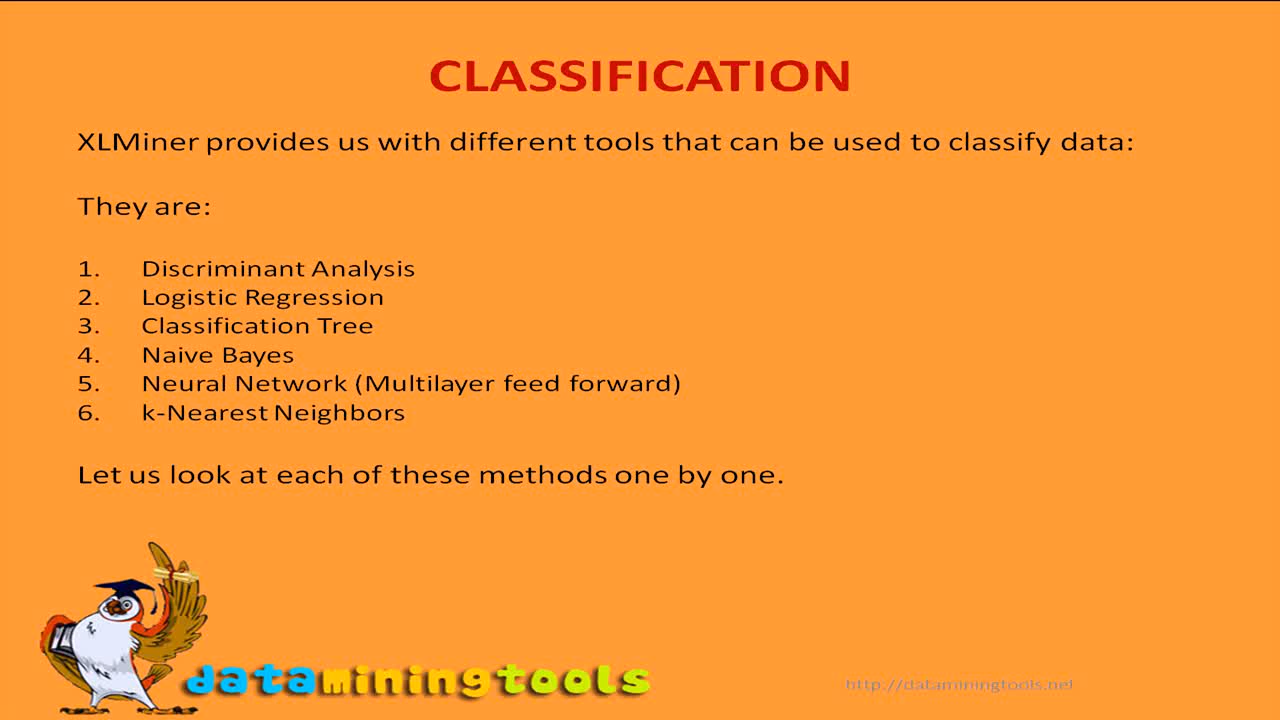 CLASSIFICATION
XLMiner provides us with different tools that can be used to classify data:
They are:
1. Discriminant Analysis
2. Logistic Regression
3. Classification Tree
4. Naive Bayes
5. Neural Network (Multilayer feed forward)
6. k-Nearest Neighbors
Let us look at each of these methods one by one.
dataminingtools
http://dataminingtools.net